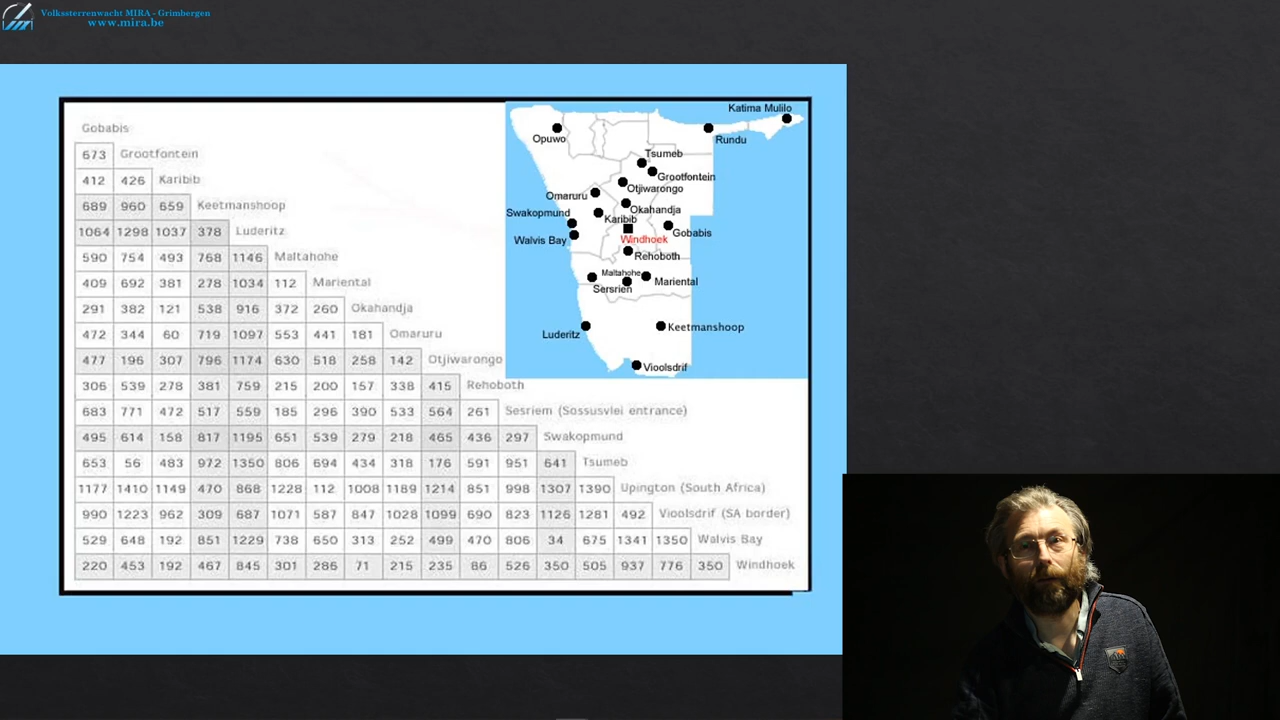 Volkssterrenwacht MIRA - Grimbergen
www.mira.be
Gobabis
673 Grootfontein
412 426 Karibib
689 960 659 Keetmanshoop
1064 1298 1037 378 Luderitz
590 754 493 768 1146 Maltahohe
409 692 381 278 1034 112 Mariental
291 382 121 538 916 372 260 Okahandja
472 344 60 719 1097 553 441 181 Omaruru
477 196 307 796 1174 630 518 258 142 Otjiwarongo
306 539 278 381 759 215 200 157 338 415 Rehoboth
683 771 472 517 559 185 296 390 533 564 261 Sesriem (Sossusvlei entrance)
495 614 158 817 1195 651 539 279 218 465 436 297 Swakopmund
653 56 483 972 1350 806 694 434 318 176 591 951 641 Tsumeb
1177 1410 1149 470 868 1228 112 1008 1189 1214 851 998 1307 1390 Upington (South Africa)
990 1223 962 309 687 1071 587 847 1028 1099 690 823 1126 1281 492 Vioolsdrif (SA border)
529 648 192 851 1229 738 650 313 252 499 470 806 34 675 1341 1350 Walvis Bay
220 453 192 467 845 301 286 71 215 235 86 526 350 505 937 776 350 Windhoek
Katima Mulilo
Opuwo
Rundu
Tsumeb
Grootfontein
Otjiwarongo
Omaruru
Okahandja
Swakopmund
Karibib
Gobabis
Walvis Bay
Windhoek
Rehoboth
Maltahohe
Mariental
Sersrien
Luderitz
Keetmanshoop
Vioolsdrif